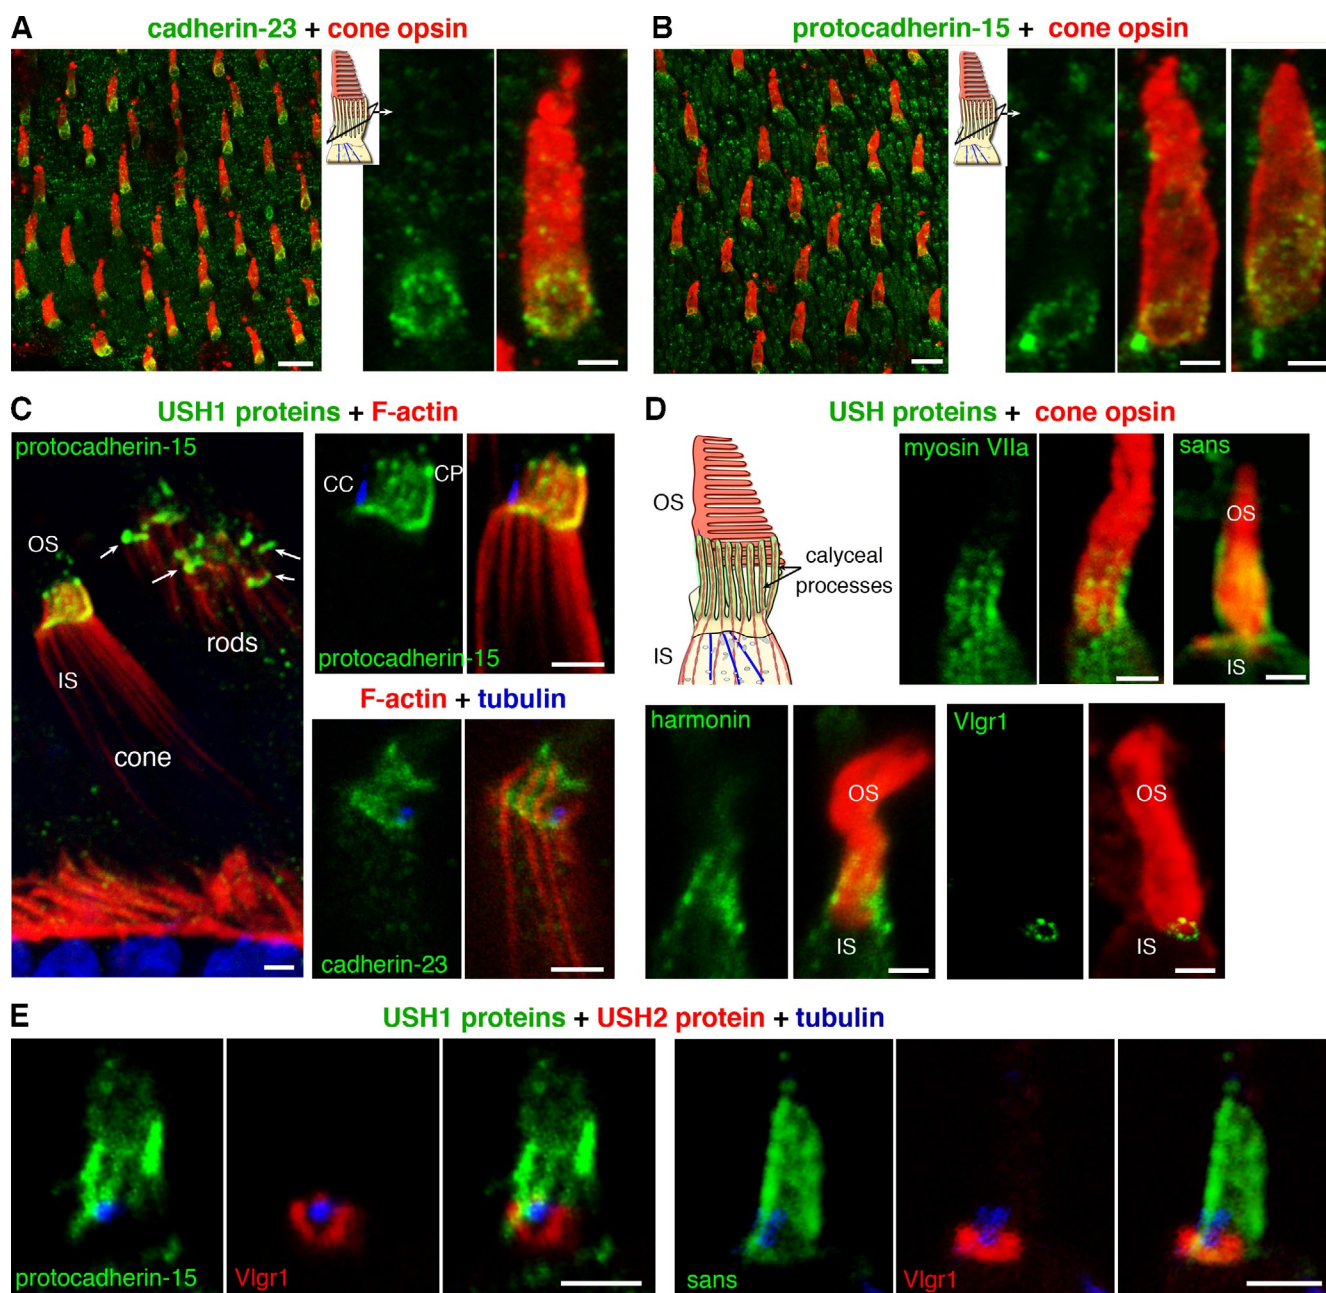 A
cadherin-23 + cone opsin
B
protocadherin-15 + cone opsin
C
USH1 proteins + F-actin
protocadherin-15
OS
IS
rods
cone
CC
CP
protocadherin-15
F-actin + tubulin
cadherin-23
D
USH proteins + cone opsin
OS
calyceal
processes
IS
myosin VIIa
sans
OS
IS
harmonin
OS
IS
Vlgr1
OS
IS
E
USH1 proteins + USH2 protein + tubulin
protocadherin-15
Vlgr1
sans
Vlgr1